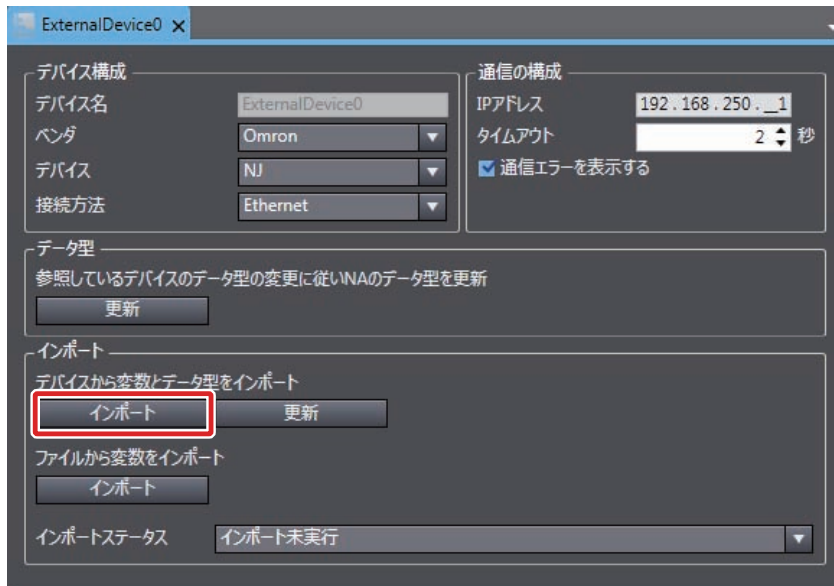 ExternalDevice0
デバイス構成
デバイス名 ExternalDevice0
ベンダ Omron
デバイス NJ
接続方法 Ethernet
通信の構成
IPアドレス 192.168.250.__1
タイムアウト 2 秒
通信エラーを表示する
データ型
参照しているデバイスのデータ型の変更に従いNAのデータ型を更新
更新
インポート
デバイスから変数とデータ型をインポート
インポート 更新
ファイルから変数をインポート
インポート
インポートステータス インポート未実行